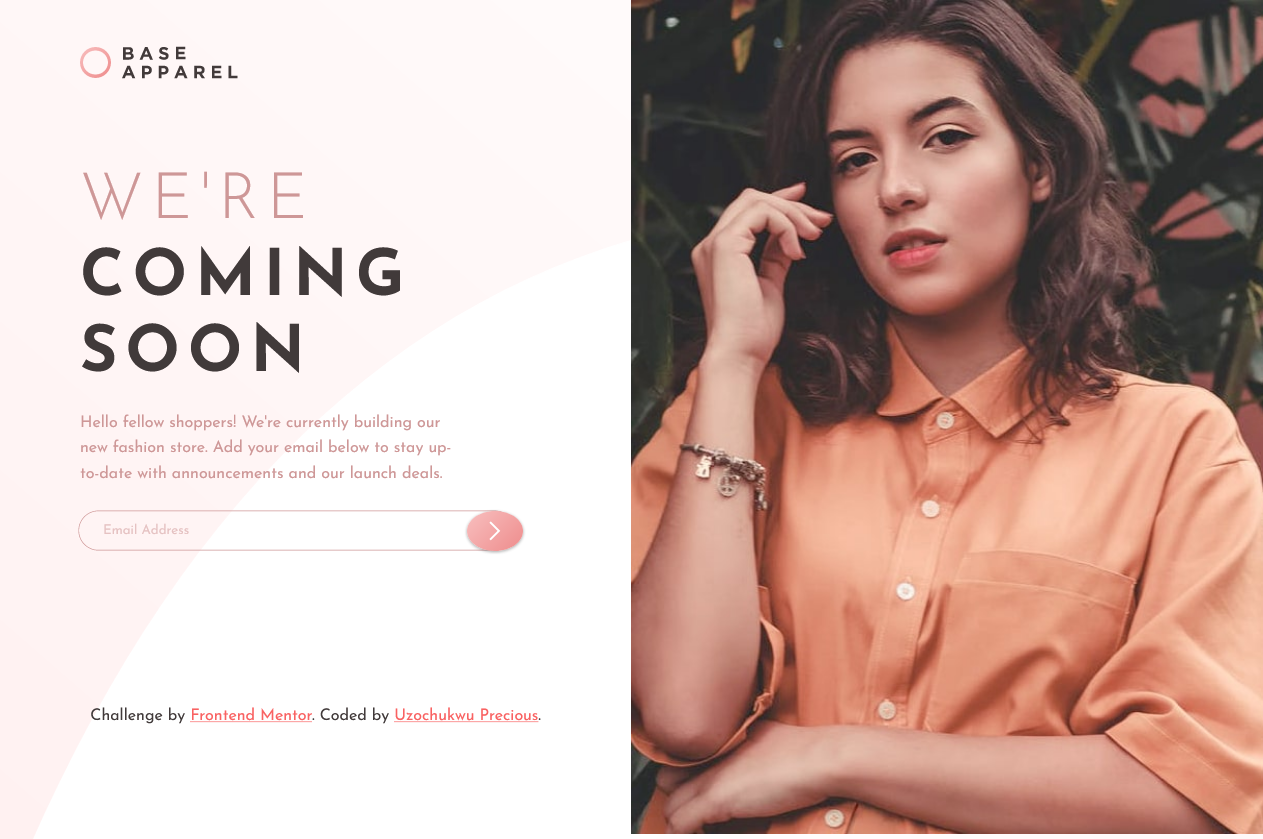 BASE
APPAREL
WE'RE
COMING
SOON
Hello fellow shoppers! We're currently building our
new fashion store. Add your email below to stay up-
to-date with announcements and our launch deals.
Email Address
Challenge by Frontend Mentor. Coded by Uzochukwu Precious.